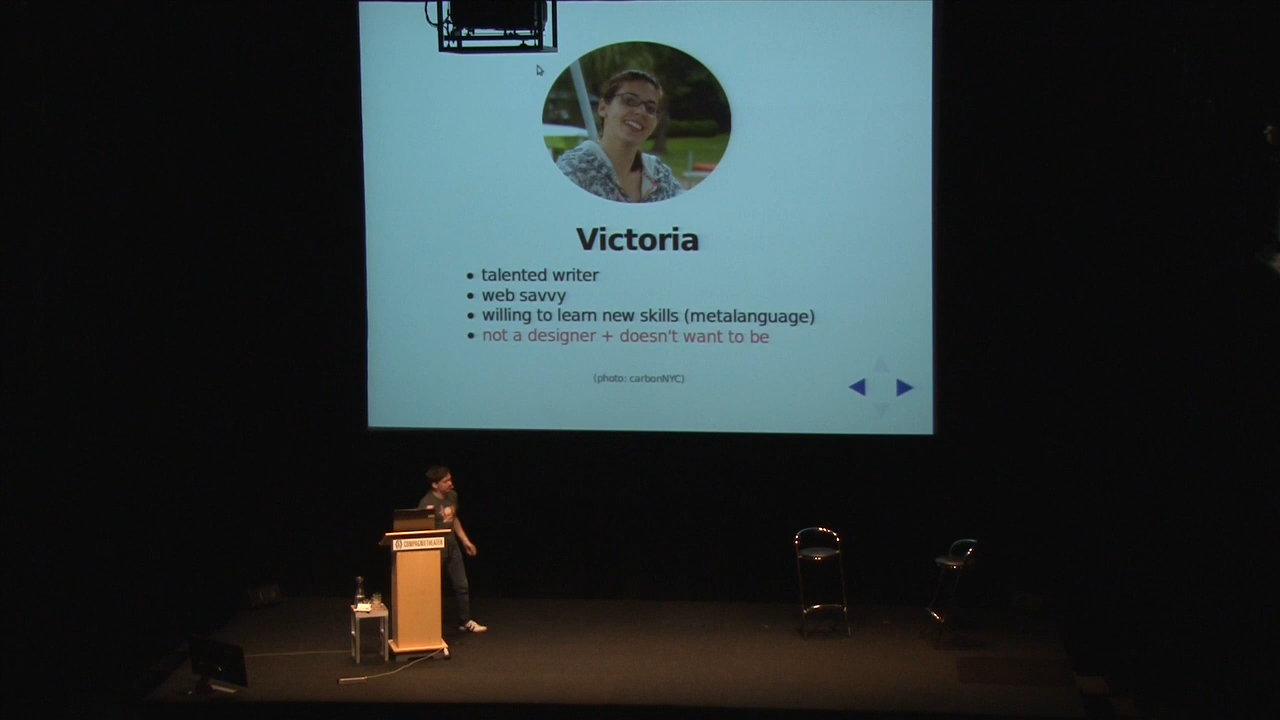 Victoria
• talented writer
• web savvy
• willing to learn new skills (metalanguage)
• not a designer + doesn't want to be
(photo: carbonNYC)
COMPAGNIETHEATER